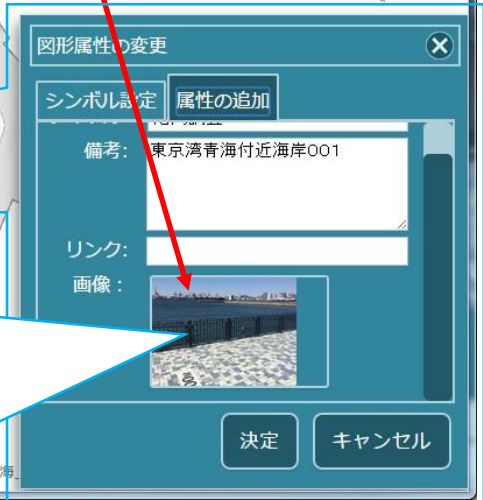 図形属性の変更
シンボル設定 属性の追加
備考: 東京湾青海付近海岸001
リンク:
画像:
決定 キャンセル